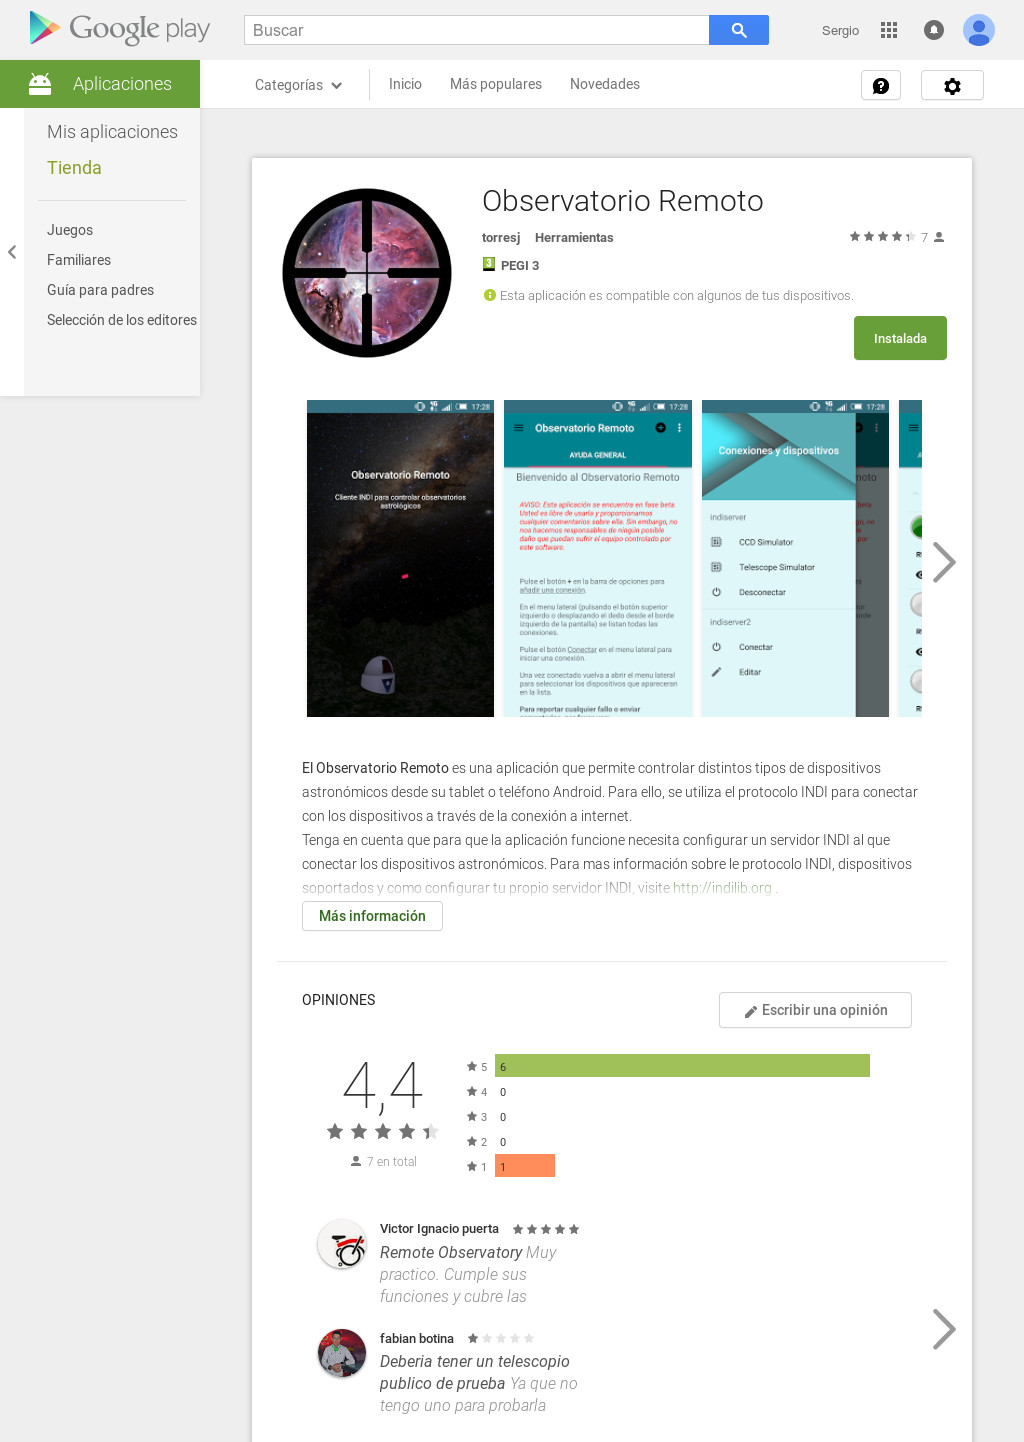 Google play
Buscar
Sergio
Aplicaciones
Categorías
Inicio
Más populares
Novedades
Mis aplicaciones
Tienda
Juegos
Familiares
Guía para padres
Selección de los editores
Observatorio Remoto
torresj Herramientas
7
3 PEGI 3
Esta aplicación es compatible con algunos de tus dispositivos.
Instalada
4G 17:28
Observatorio Remoto
Cliente INDI para controlar observatorios
astrológicos
4G 17:28
Observatorio Remoto
AYUDA GENERAL
Bienvenido al Observatorio Remoto
AVISO: Esta aplicación se encuentra en fase beta.
Usted es libre de usarla y proporcionarnos
cualquier comentarios sobre ella. Sin embargo, no
nos hacemos responsables de ningún posible
daño que puedan sufrir el equipo controlado por
este software.
Pulse el botón + en la barra de opciones para
añadir una conexión.
En el menu lateral (pulsando el botón superior
izquierdo o desplazando el dedo desde el borde
izquierdo de la pantalla) se listan todas las
conexiones.
Pulse el botón Conectar en el menu lateral para
iniciar una conexión.
Una vez conectado vuelva a abrir el menu lateral
para seleccionar los dispositivos que apareceran
en la lista.
Para reportar cualquier fallo o enviar
4G 17:28
Conexiones y dispositivos
indiserver
CCD Simulator
Telescope Simulator
Desconectar
indiserver2
Conectar
Editar
El Observatorio Remoto es una aplicación que permite controlar distintos tipos de dispositivos
astronómicos desde su tablet o teléfono Android. Para ello, se utiliza el protocolo INDI para conectar
con los dispositivos a través de la conexión a internet.
Tenga en cuenta que para que la aplicación funcione necesita configurar un servidor INDI al que
conectar los dispositivos astronómicos. Para mas información sobre le protocolo INDI, dispositivos
soportados y como configurar tu propio servidor INDI, visite http://indilib.org .
Más información
OPINIONES
Escribir una opinión
4,4
7 en total
5 6
4 0
3 0
2 0
1 1
Victor Ignacio puerta
Remote Observatory Muy
practico. Cumple sus
funciones y cubre las
fabian botina
Deberia tener un telescopio
publico de prueba Ya que no
tengo uno para probarla